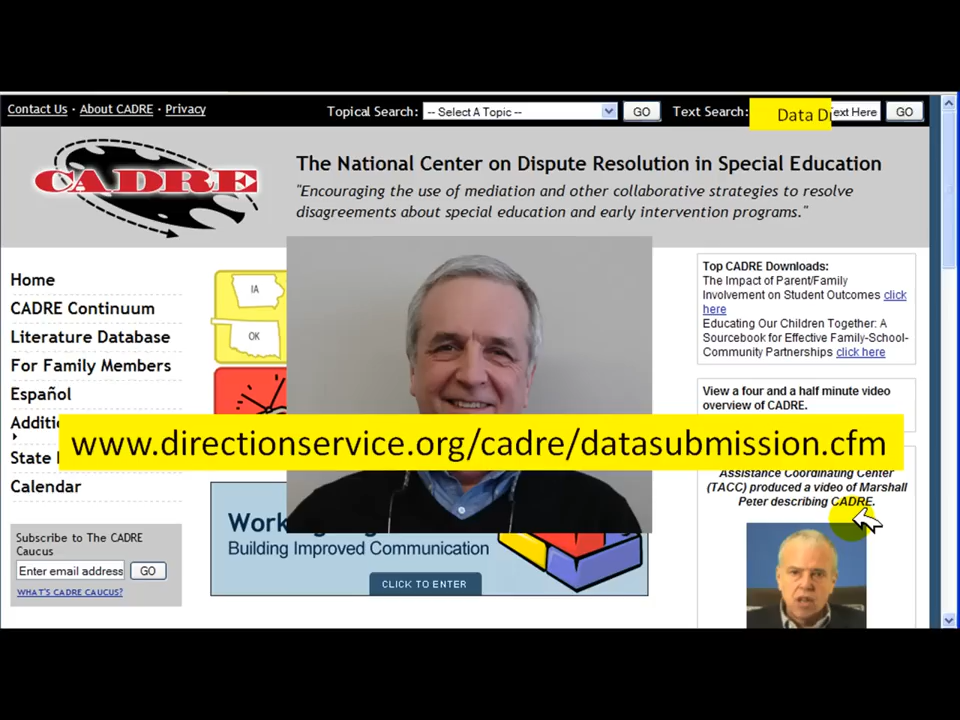 Contact Us · About CADRE · Privacy
Topical Search: -- Select A Topic -- GO Text Search: Data Text Here GO
CADRE
The National Center on Dispute Resolution in Special Education
"Encouraging the use of mediation and other collaborative strategies to resolve
disagreements about special education and early intervention programs."
Home
CADRE Continuum
Literature Database
For Family Members
Español
State
Calendar
Subscribe to The CADRE
Caucus
Enter email address GO
WHAT'S CADRE CAUCUS?
IA
OK
www.directionservice.org/cadre/datasubmission.cfm
Building Improved Communication
CLICK TO ENTER
Top CADRE Downloads:
The Impact of Parent/Family
Involvement on Student Outcomes click
here
Educating Our Children Together: A
Sourcebook for Effective Family-School-
Community Partnerships click here
View a four and a half minute video
overview of CADRE.
Assistance Coordinating Center
(TACC) produced a video of Marshall
Peter describing CADRE.